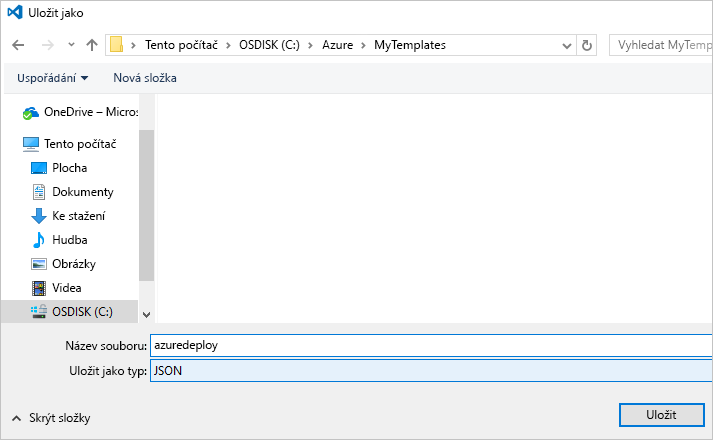 Uložit jako
Tento počítač > OSDISK (C:) > Azure > MyTemplates
Vyhledat MyTemp
Uspořádání
Nová složka
OneDrive – Micros
Tento počítač
Plocha
Dokumenty
Ke stažení
Hudba
Obrázky
Videa
OSDISK (C:)
Název souboru: azuredeploy
Uložit jako typ: JSON
Skrýt složky
Uložit